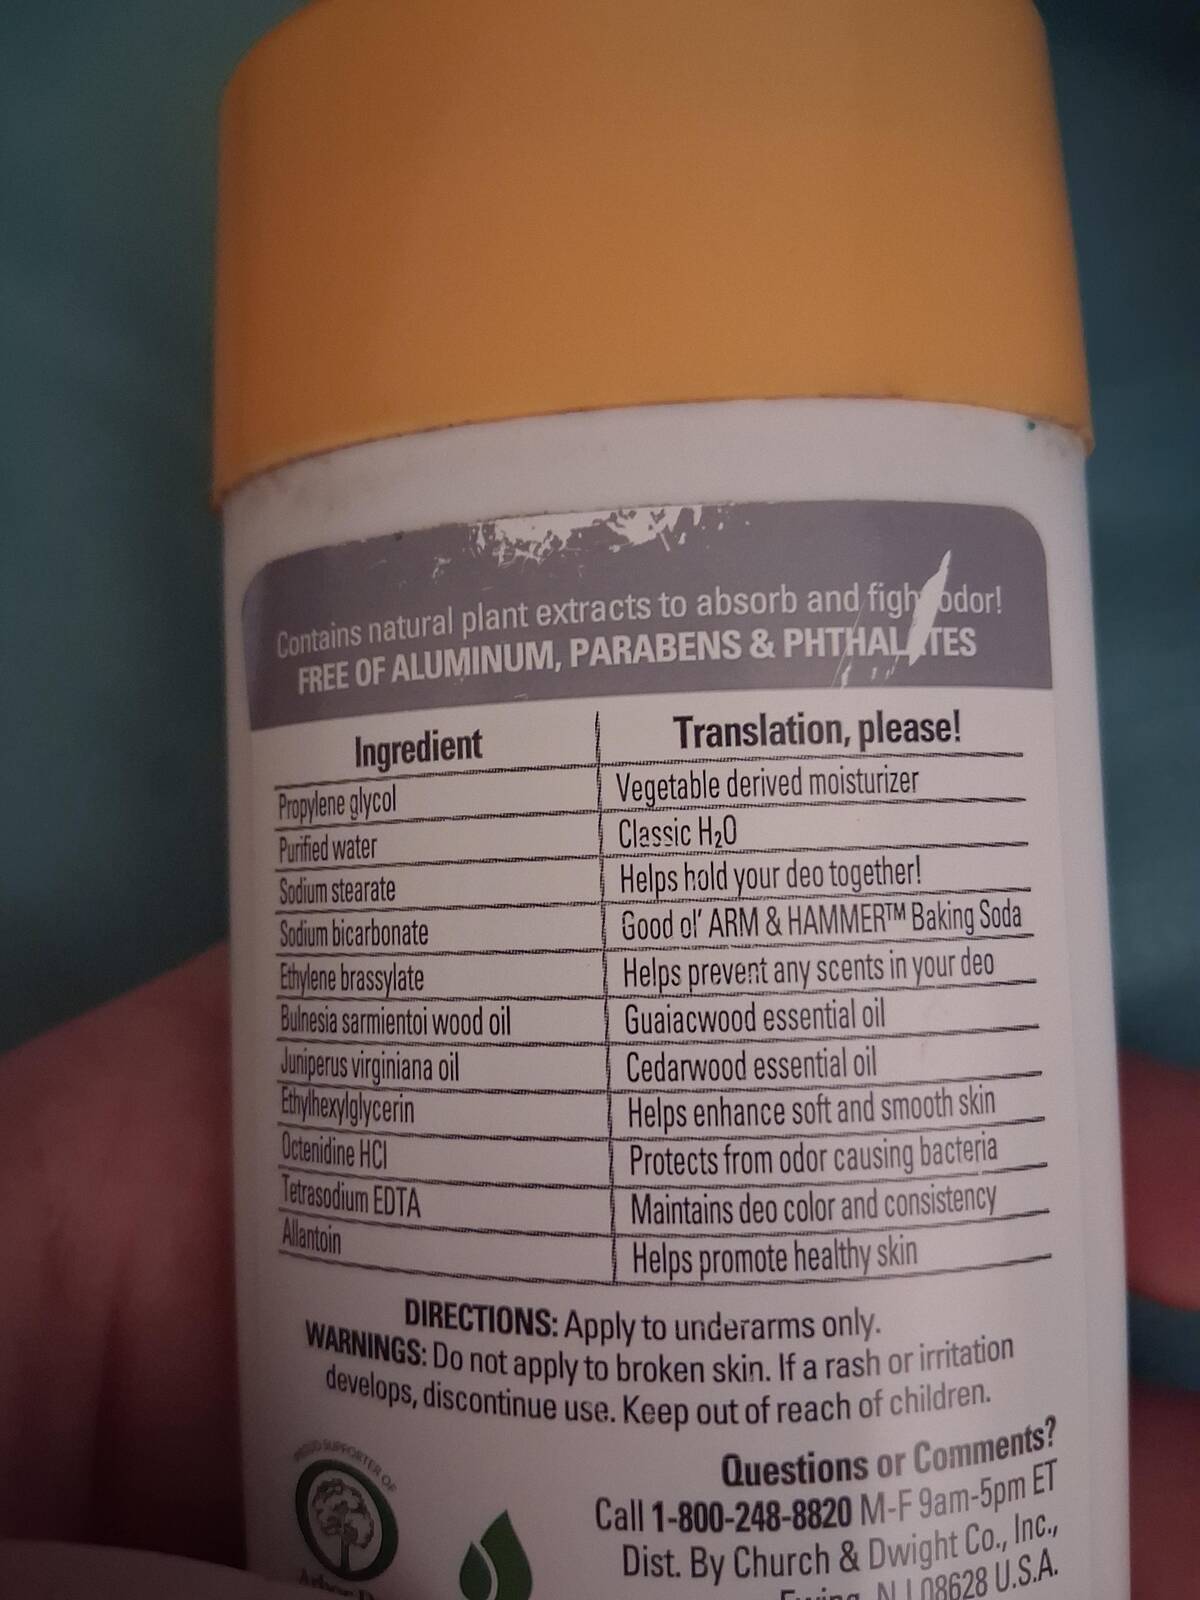 Contains natural plant extracts to absorb and fight odor!
FREE OF ALUMINUM, PARABENS & PHTHALATES
Ingredient Translation, please!
Propylene glycol Vegetable derived moisturizer
Purified water Classic H₂O
Sodium stearate Helps hold your deo together!
Sodium bicarbonate Good ol' ARM & HAMMER™ Baking Soda
Ethylene brassylate Helps prevent any scents in your deo
Bulnesia sarmientoi wood oil Guaiacwood essential oil
Juniperus virginiana oil Cedarwood essential oil
Ethylhexylglycerin Helps enhance soft and smooth skin
Octenidine HCl Protects from odor causing bacteria
Tetrasodium EDTA Maintains deo color and consistency
Allantoin Helps promote healthy skin
DIRECTIONS: Apply to underarms only.
WARNINGS: Do not apply to broken skin. If a rash or irritation
develops, discontinue use. Keep out of reach of children.
PROUD SUPPORTER OF
Arbor
Questions or Comments?
Call 1-800-248-8820 M-F 9am-5pm ET
Dist. By Church & Dwight Co., Inc.,
Ewing, NJ 08628 U.S.A.